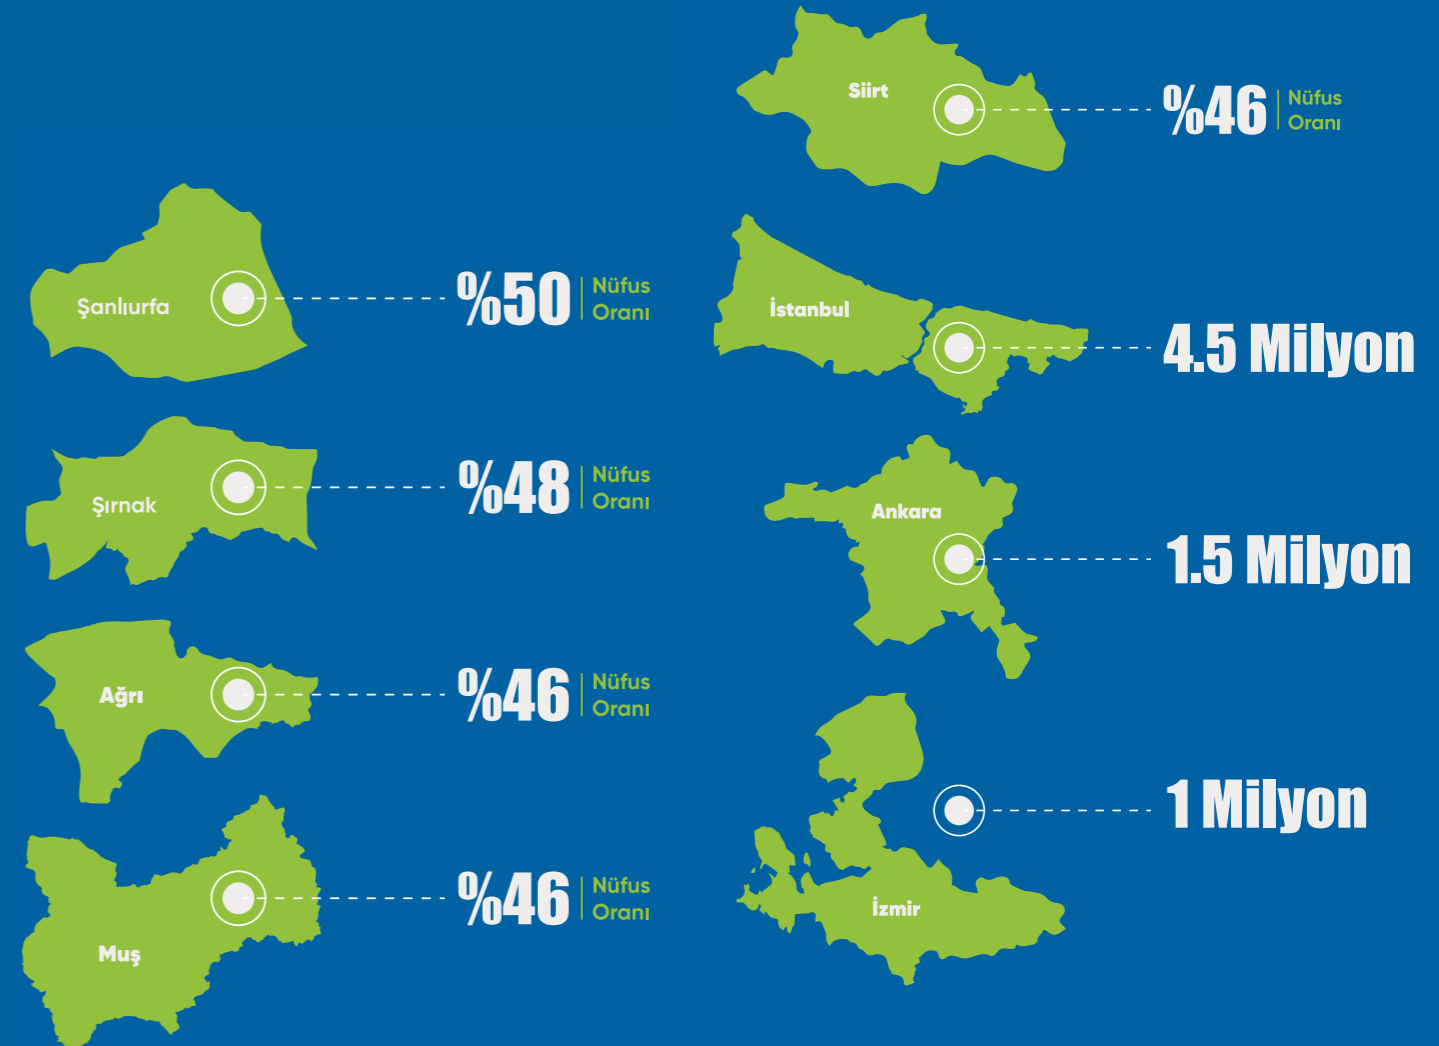 Şanlıurfa
%50
Nüfus
Oranı
Şırnak
%48
Nüfus
Oranı
Ağrı
%46
Nüfus
Oranı
Muş
%46
Nüfus
Oranı
Siirt
%46
Nüfus
Oranı
İstanbul
4.5 Milyon
Ankara
1.5 Milyon
1 Milyon
İzmir